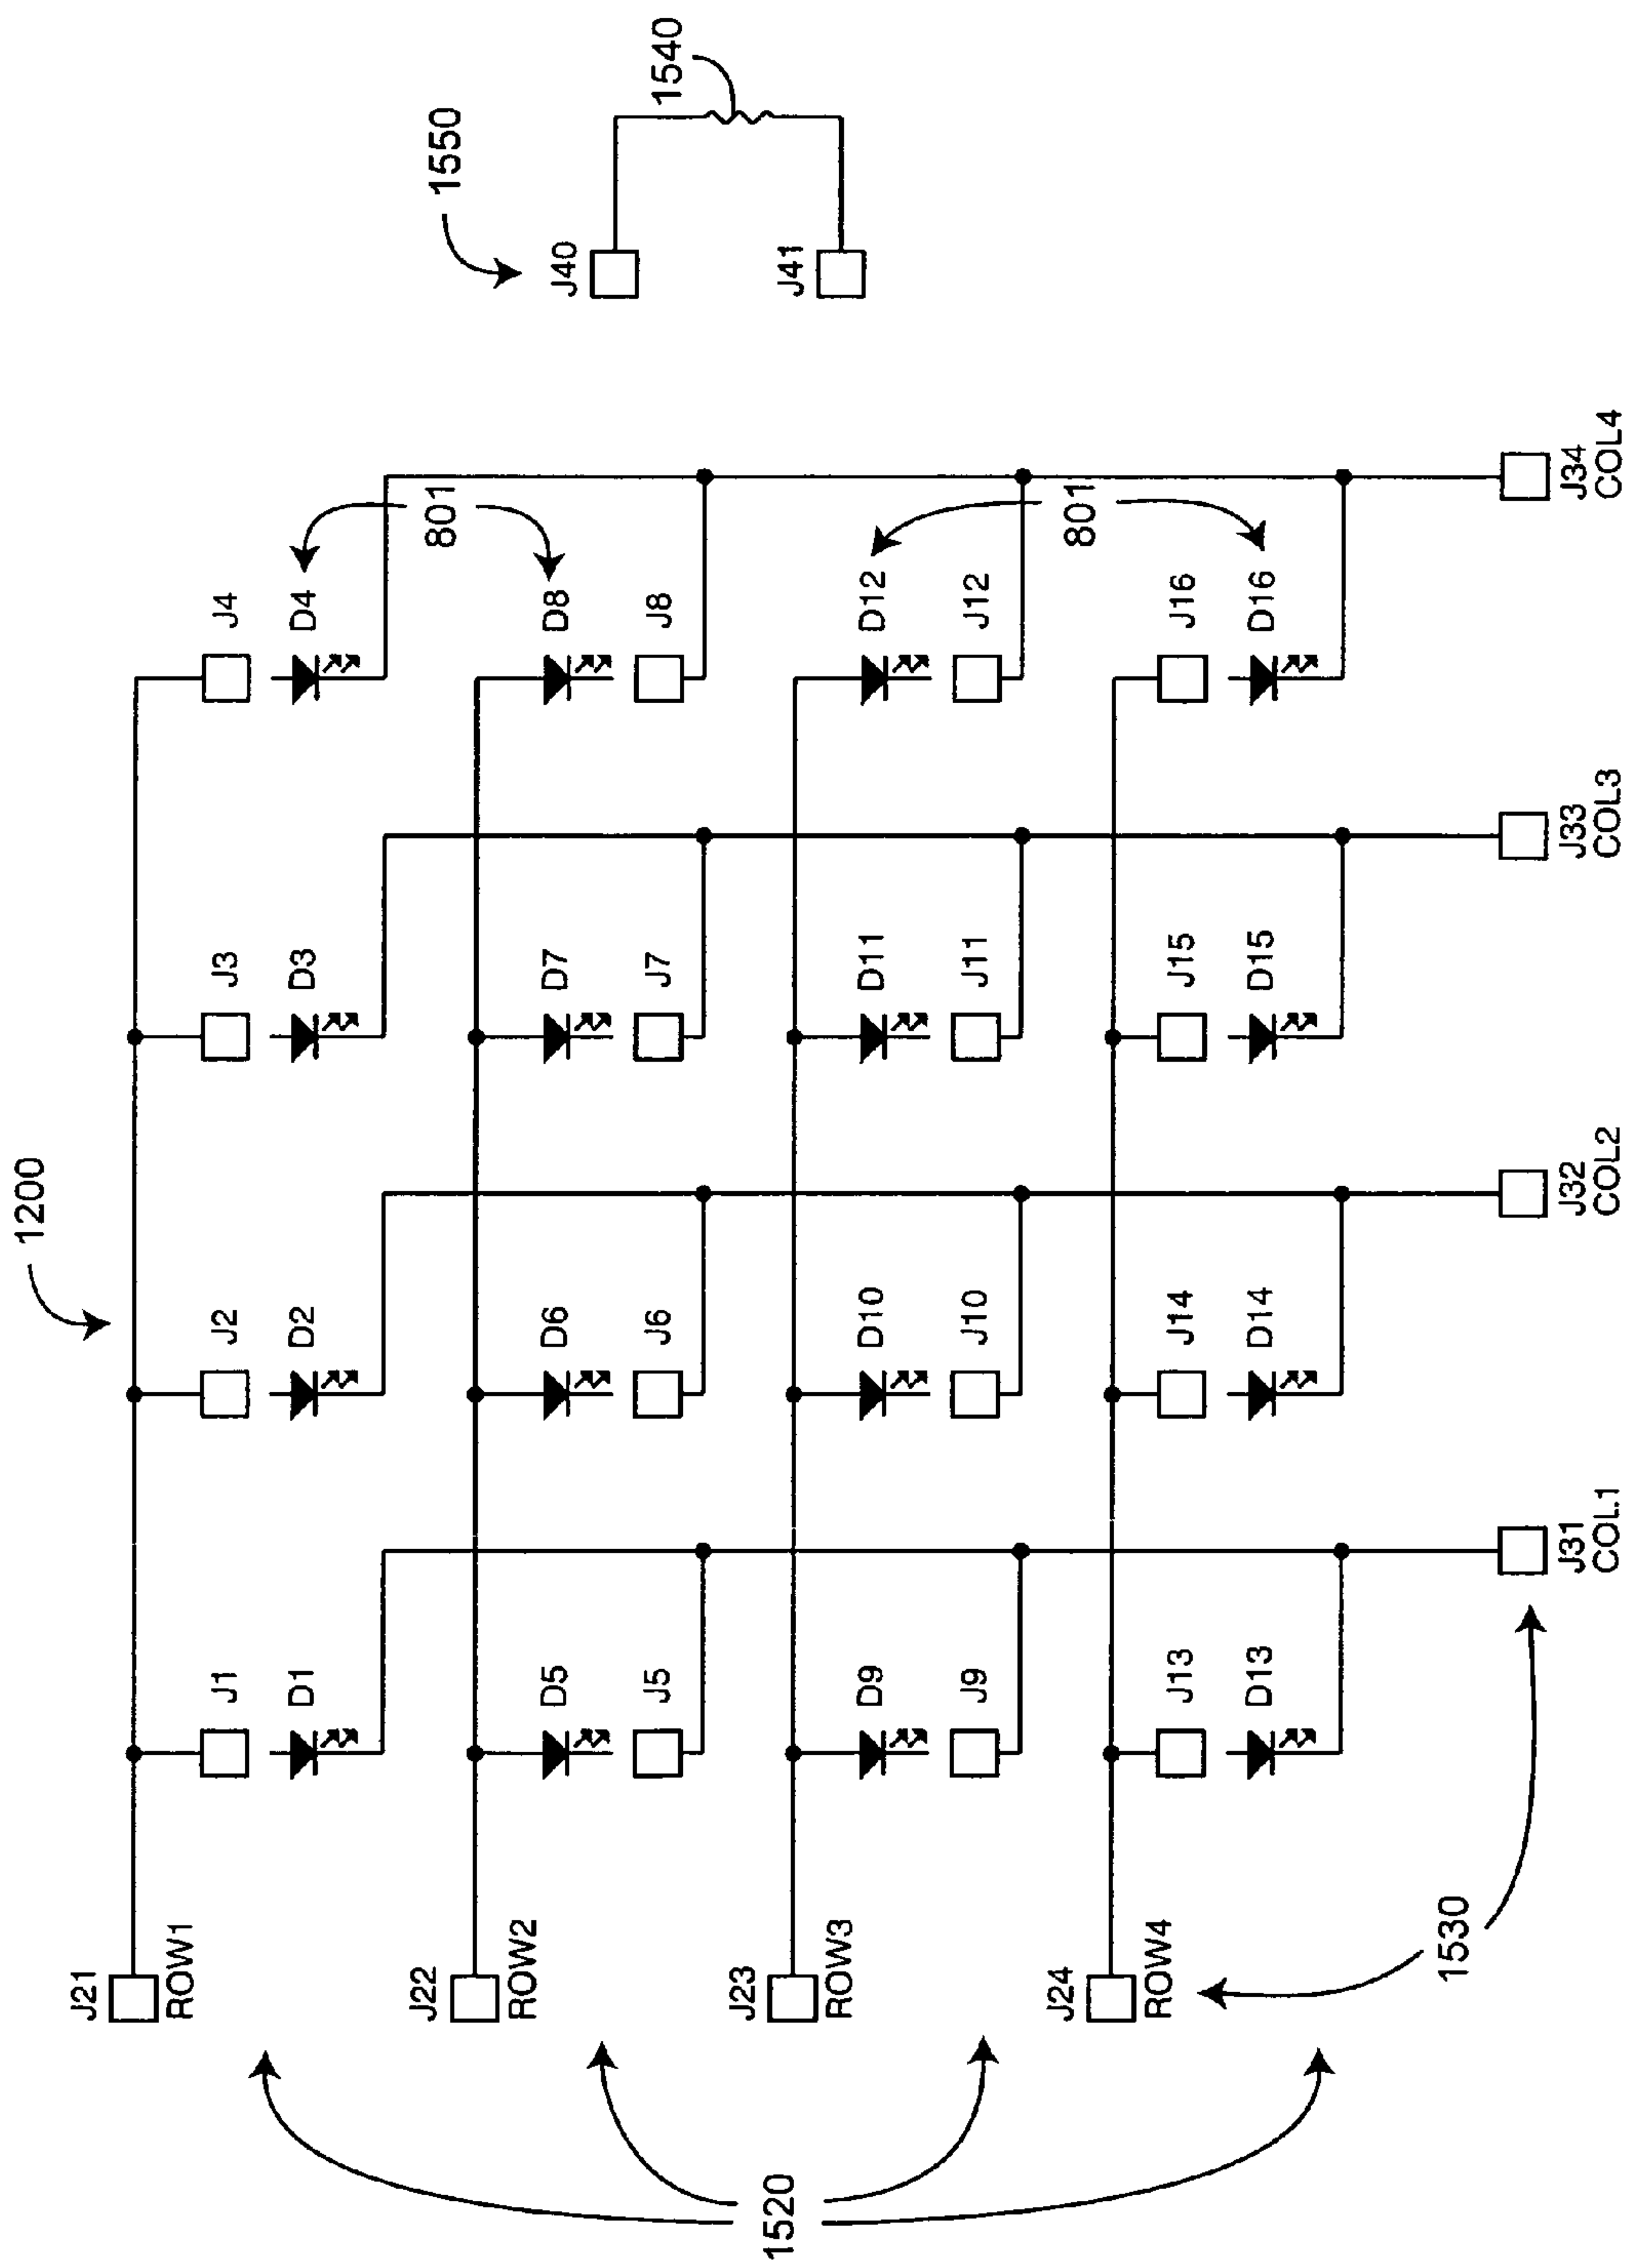 1200
J21
ROW1
J1 J2 J3 J4
D1 D2 D3 D4
J22
801
1550
ROW2
D5 D6 D7 D8
J40
J5 J6 J7 J8
1540
J23
1520
J41
ROW3
D9 D10 D11 D12
J9 J10 J11 J12
J24
801
ROW4
J13 J14 J15 J16
D13 D14 D15 D16
1530
J31 J32 J33 J34
COL.1 COL2 COL3 COL4